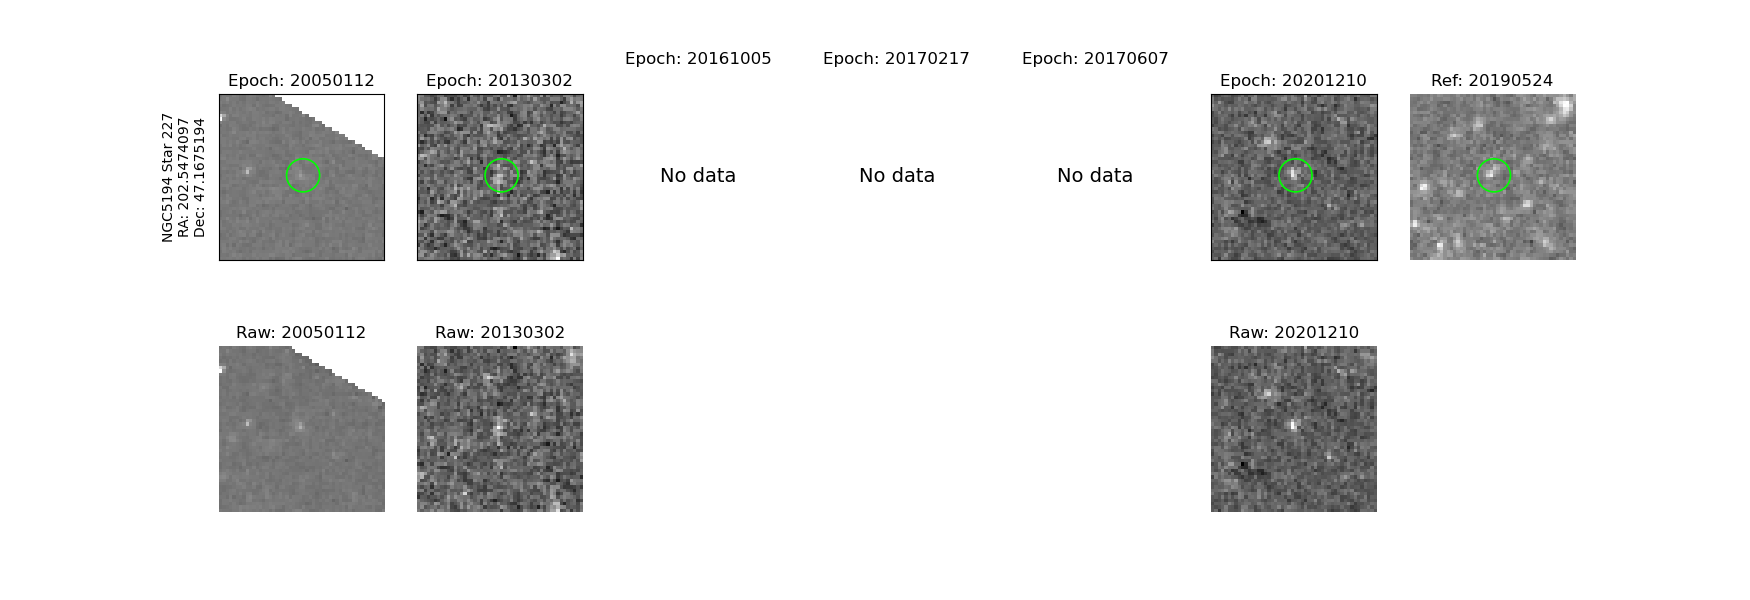 Epoch: 20050112
Epoch: 20130302
Epoch: 20161005
Epoch: 20170217
Epoch: 20170607
Epoch: 20201210
Ref: 20190524
NGC5194 Star 227
RA: 202.5474097
Dec: 47.1675194
No data
No data
No data
Raw: 20050112
Raw: 20130302
Raw: 20201210